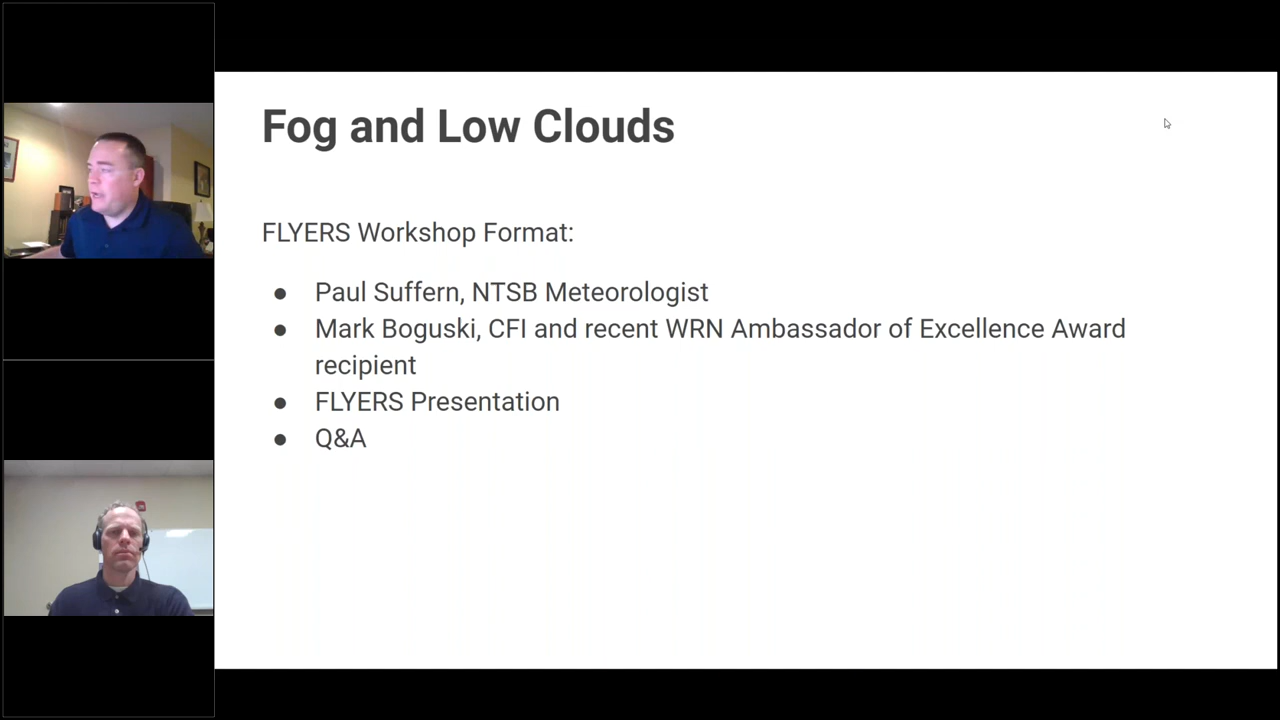 Fog and Low Clouds
FLYERS Workshop Format:
● Paul Suffern, NTSB Meteorologist
● Mark Boguski, CFI and recent WRN Ambassador of Excellence Award
recipient
● FLYERS Presentation
● Q&A